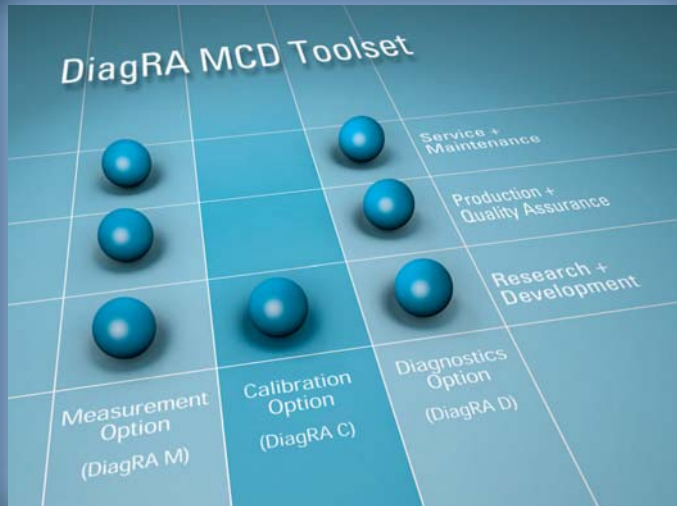 DiagRA MCD Toolset
Service +
Maintenance
Production +
Quality Assurance
Research +
Development
Measurement
Option
(DiagRA M)
Calibration
Option
(DiagRA C)
Diagnostics
Option
(DiagRA D)